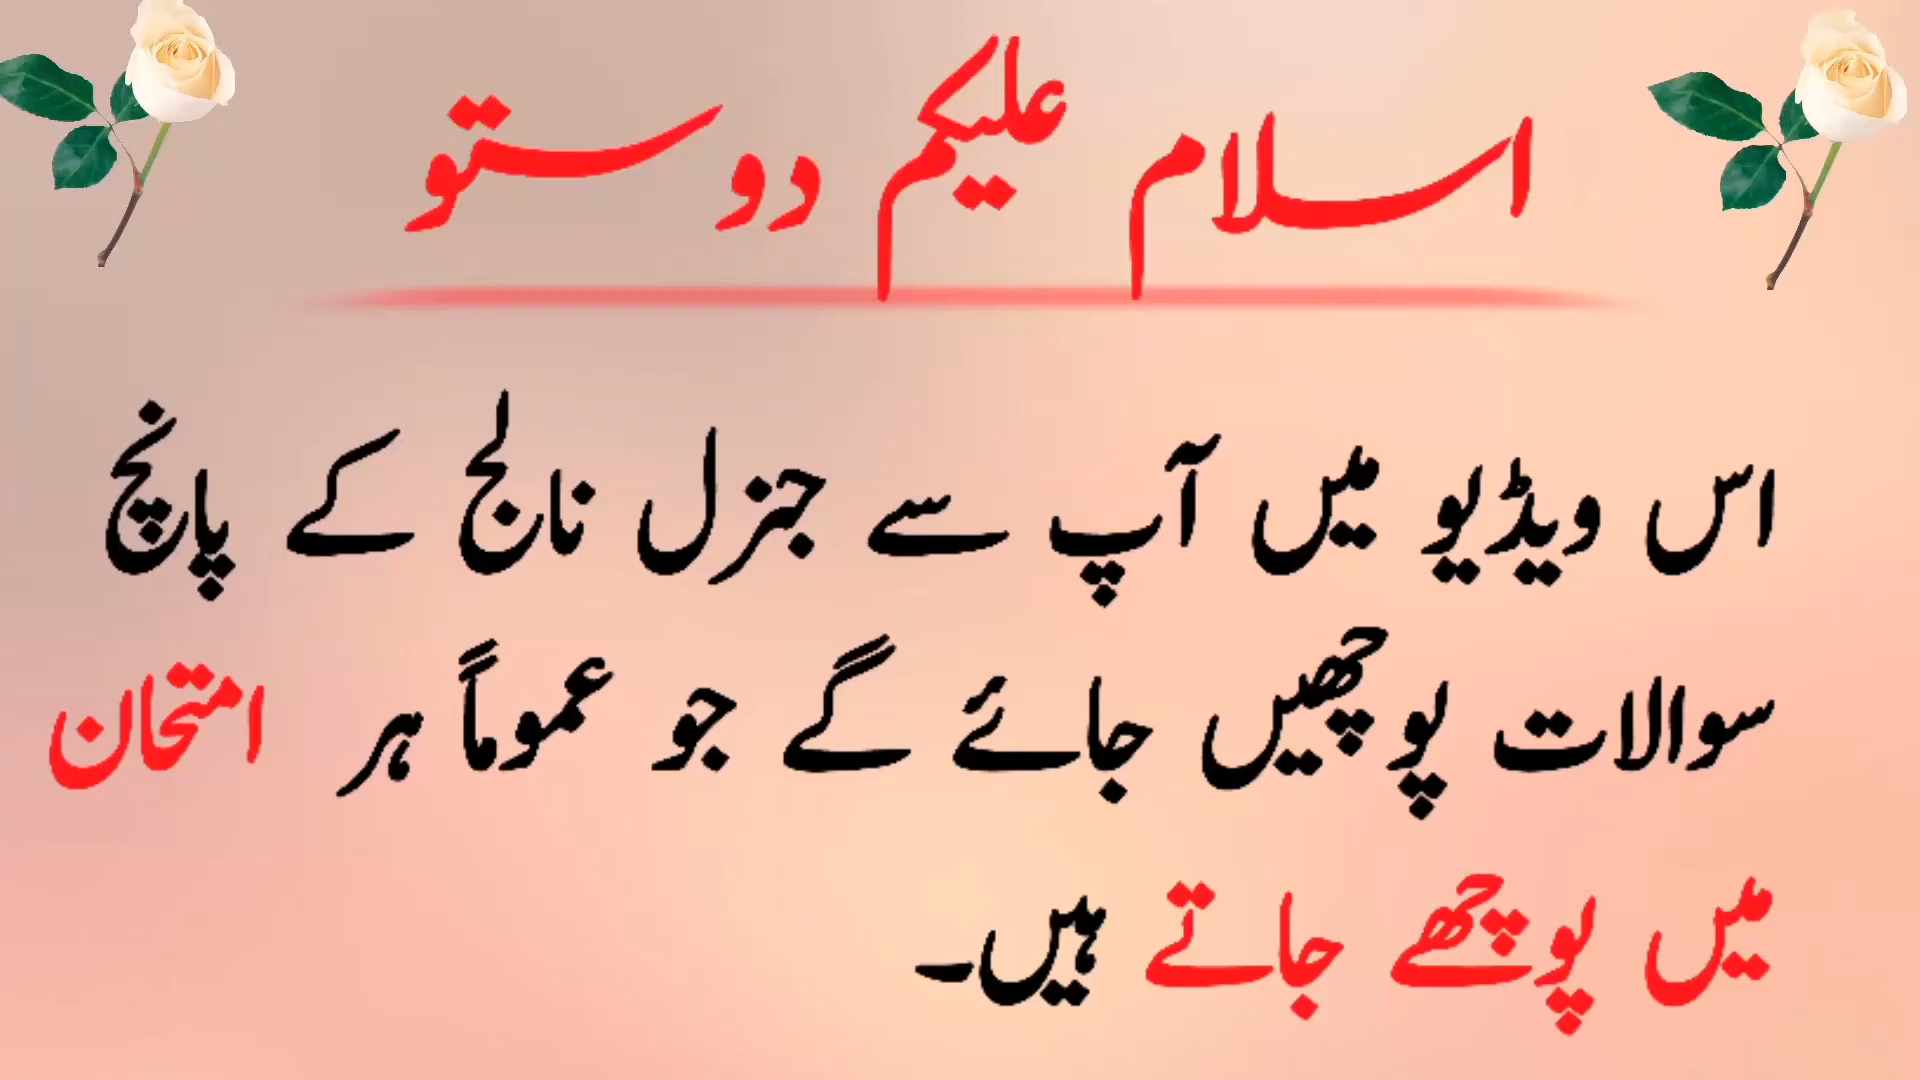 اسلام علیکم دوستو
اس ویڈیو میں آپ سے جنرل نالج کے پانچ
سوالات پوچھیں جائے گے جو عموماً ہر امتحان
میں پوچھے جاتے ہیں۔